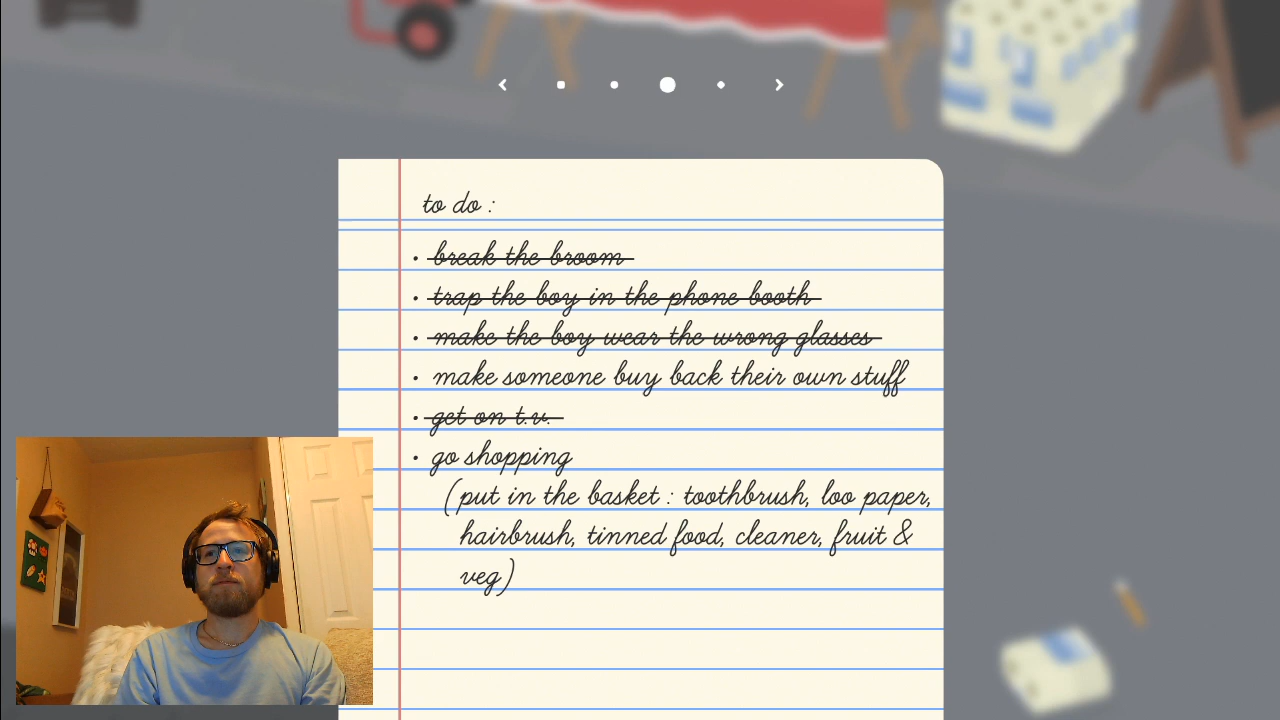 to do :
• break the broom
• trap the boy in the phone booth
• make the boy wear the wrong glasses
• make someone buy back their own stuff
• get on t.v.
• go shopping
(put in the basket : toothbrush, loo paper,
hairbrush, tinned food, cleaner, fruit &
veg)